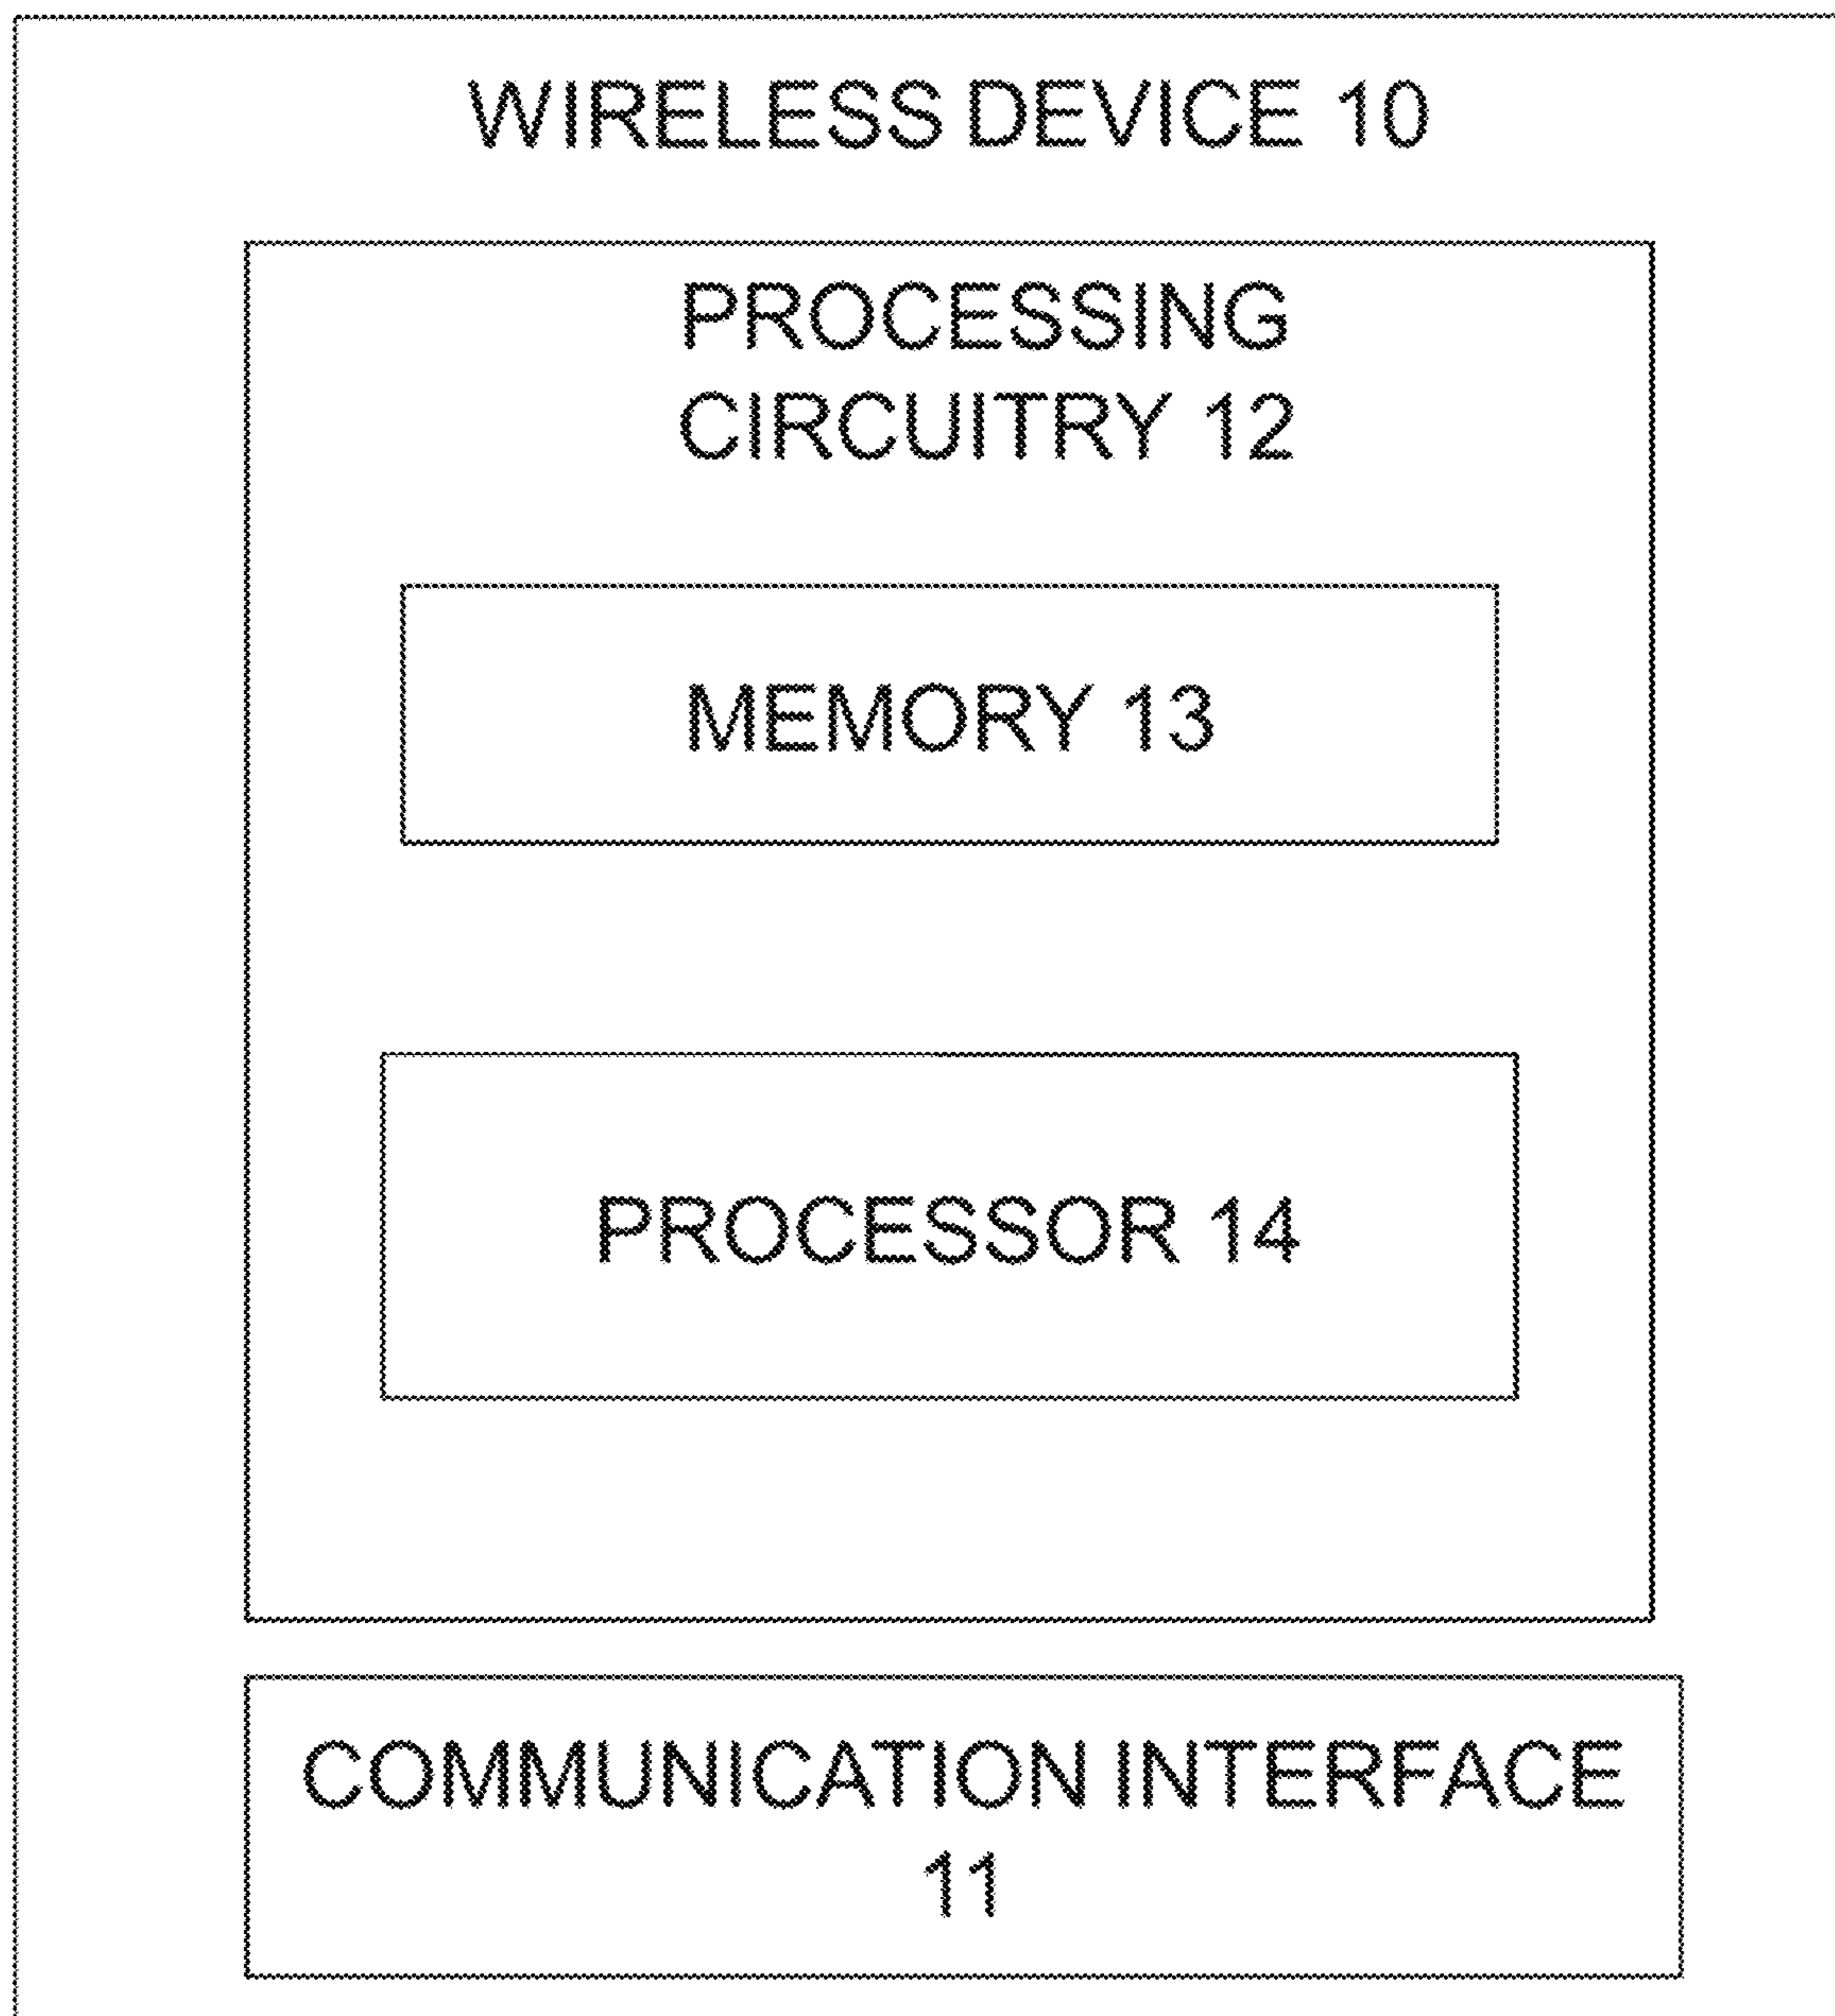 WIRELESS DEVICE 10
PROCESSING
CIRCUITRY 12
MEMORY 13
PROCESSOR 14
COMMUNICATION INTERFACE
11